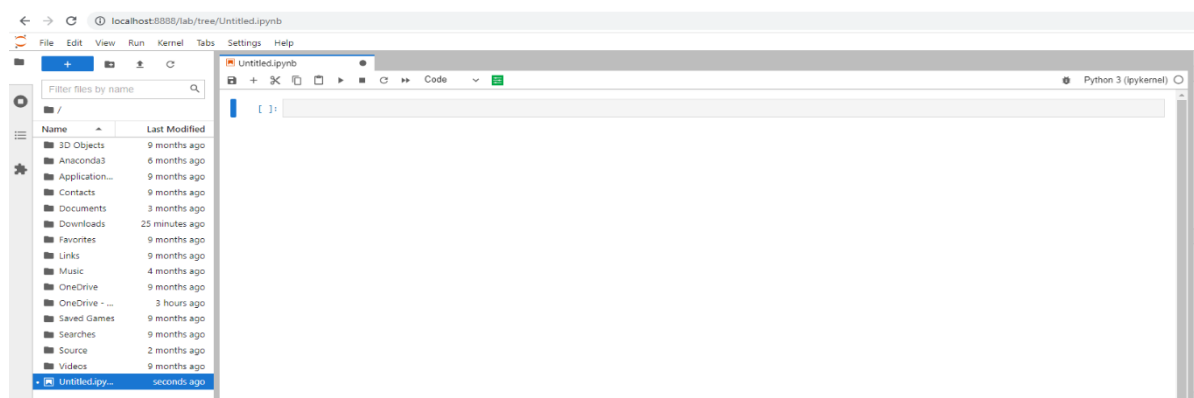 localhost:8888/lab/tree/Untitled.ipynb
File Edit View Run Kernel Tabs Settings Help
Untitled.ipynb
Code Python 3 (ipykernel)
Filter files by name
/
[ ]:
Name Last Modified
3D Objects 9 months ago
Anaconda3 6 months ago
Application... 9 months ago
Contacts 9 months ago
Documents 3 months ago
Downloads 25 minutes ago
Favorites 9 months ago
Links 9 months ago
Music 4 months ago
OneDrive 9 months ago
OneDrive - ... 3 hours ago
Saved Games 9 months ago
Searches 9 months ago
Source 2 months ago
Videos 9 months ago
Untitled.ipy... seconds ago